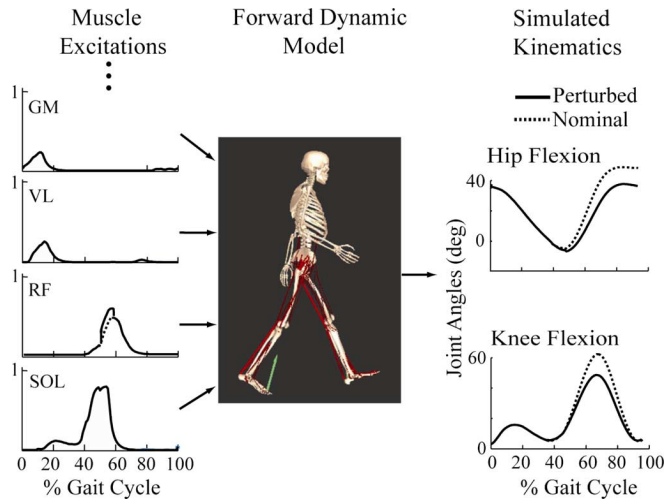 Muscle
Excitations
Forward Dynamic
Model
Simulated
Kinematics
Perturbed
Nominal
1
GM
1
VL
1
RF
1
SOL
0 20 40 60 80 100
% Gait Cycle
Joint Angles (deg)
Hip Flexion
40
0
Knee Flexion
60
0
0 20 40 60 80 100
% Gait Cycle